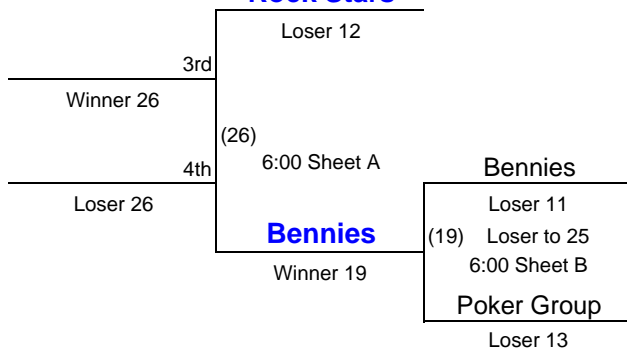 Rock Stars
Loser 12
3rd
Winner 26
(26)
6:00 Sheet A
4th
Bennies
Loser 26
Loser 11
Bennies
(19) Loser to 25
Winner 19
6:00 Sheet B
Poker Group
Loser 13